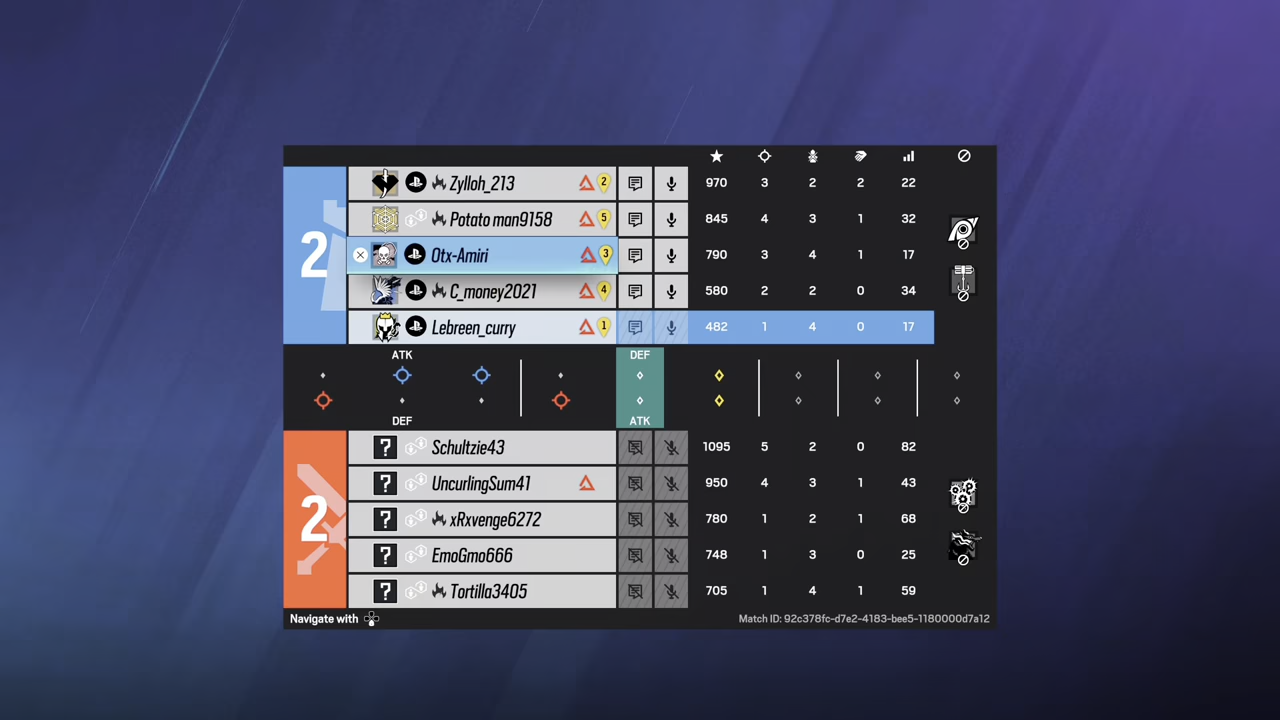 Zylloh_213 2 970 3 2 2 22
Potato man9158 5 845 4 3 1 32
Otx-Amiri 3 790 3 4 1 17
C_money2021 4 580 2 2 0 34
Lebreen_curry 1 482 1 4 0 17
2
ATK DEF
DEF ATK
Schultzie43 1095 5 2 0 82
UncurlingSum41 950 4 3 1 43
? xRxvenge6272 780 1 2 1 68
? EmoGmo666 748 1 3 0 25
? Tortilla3405 705 1 4 1 59
2
Navigate with Match ID: 92c378fc-d7e2-4183-bee5-1180000d7a12